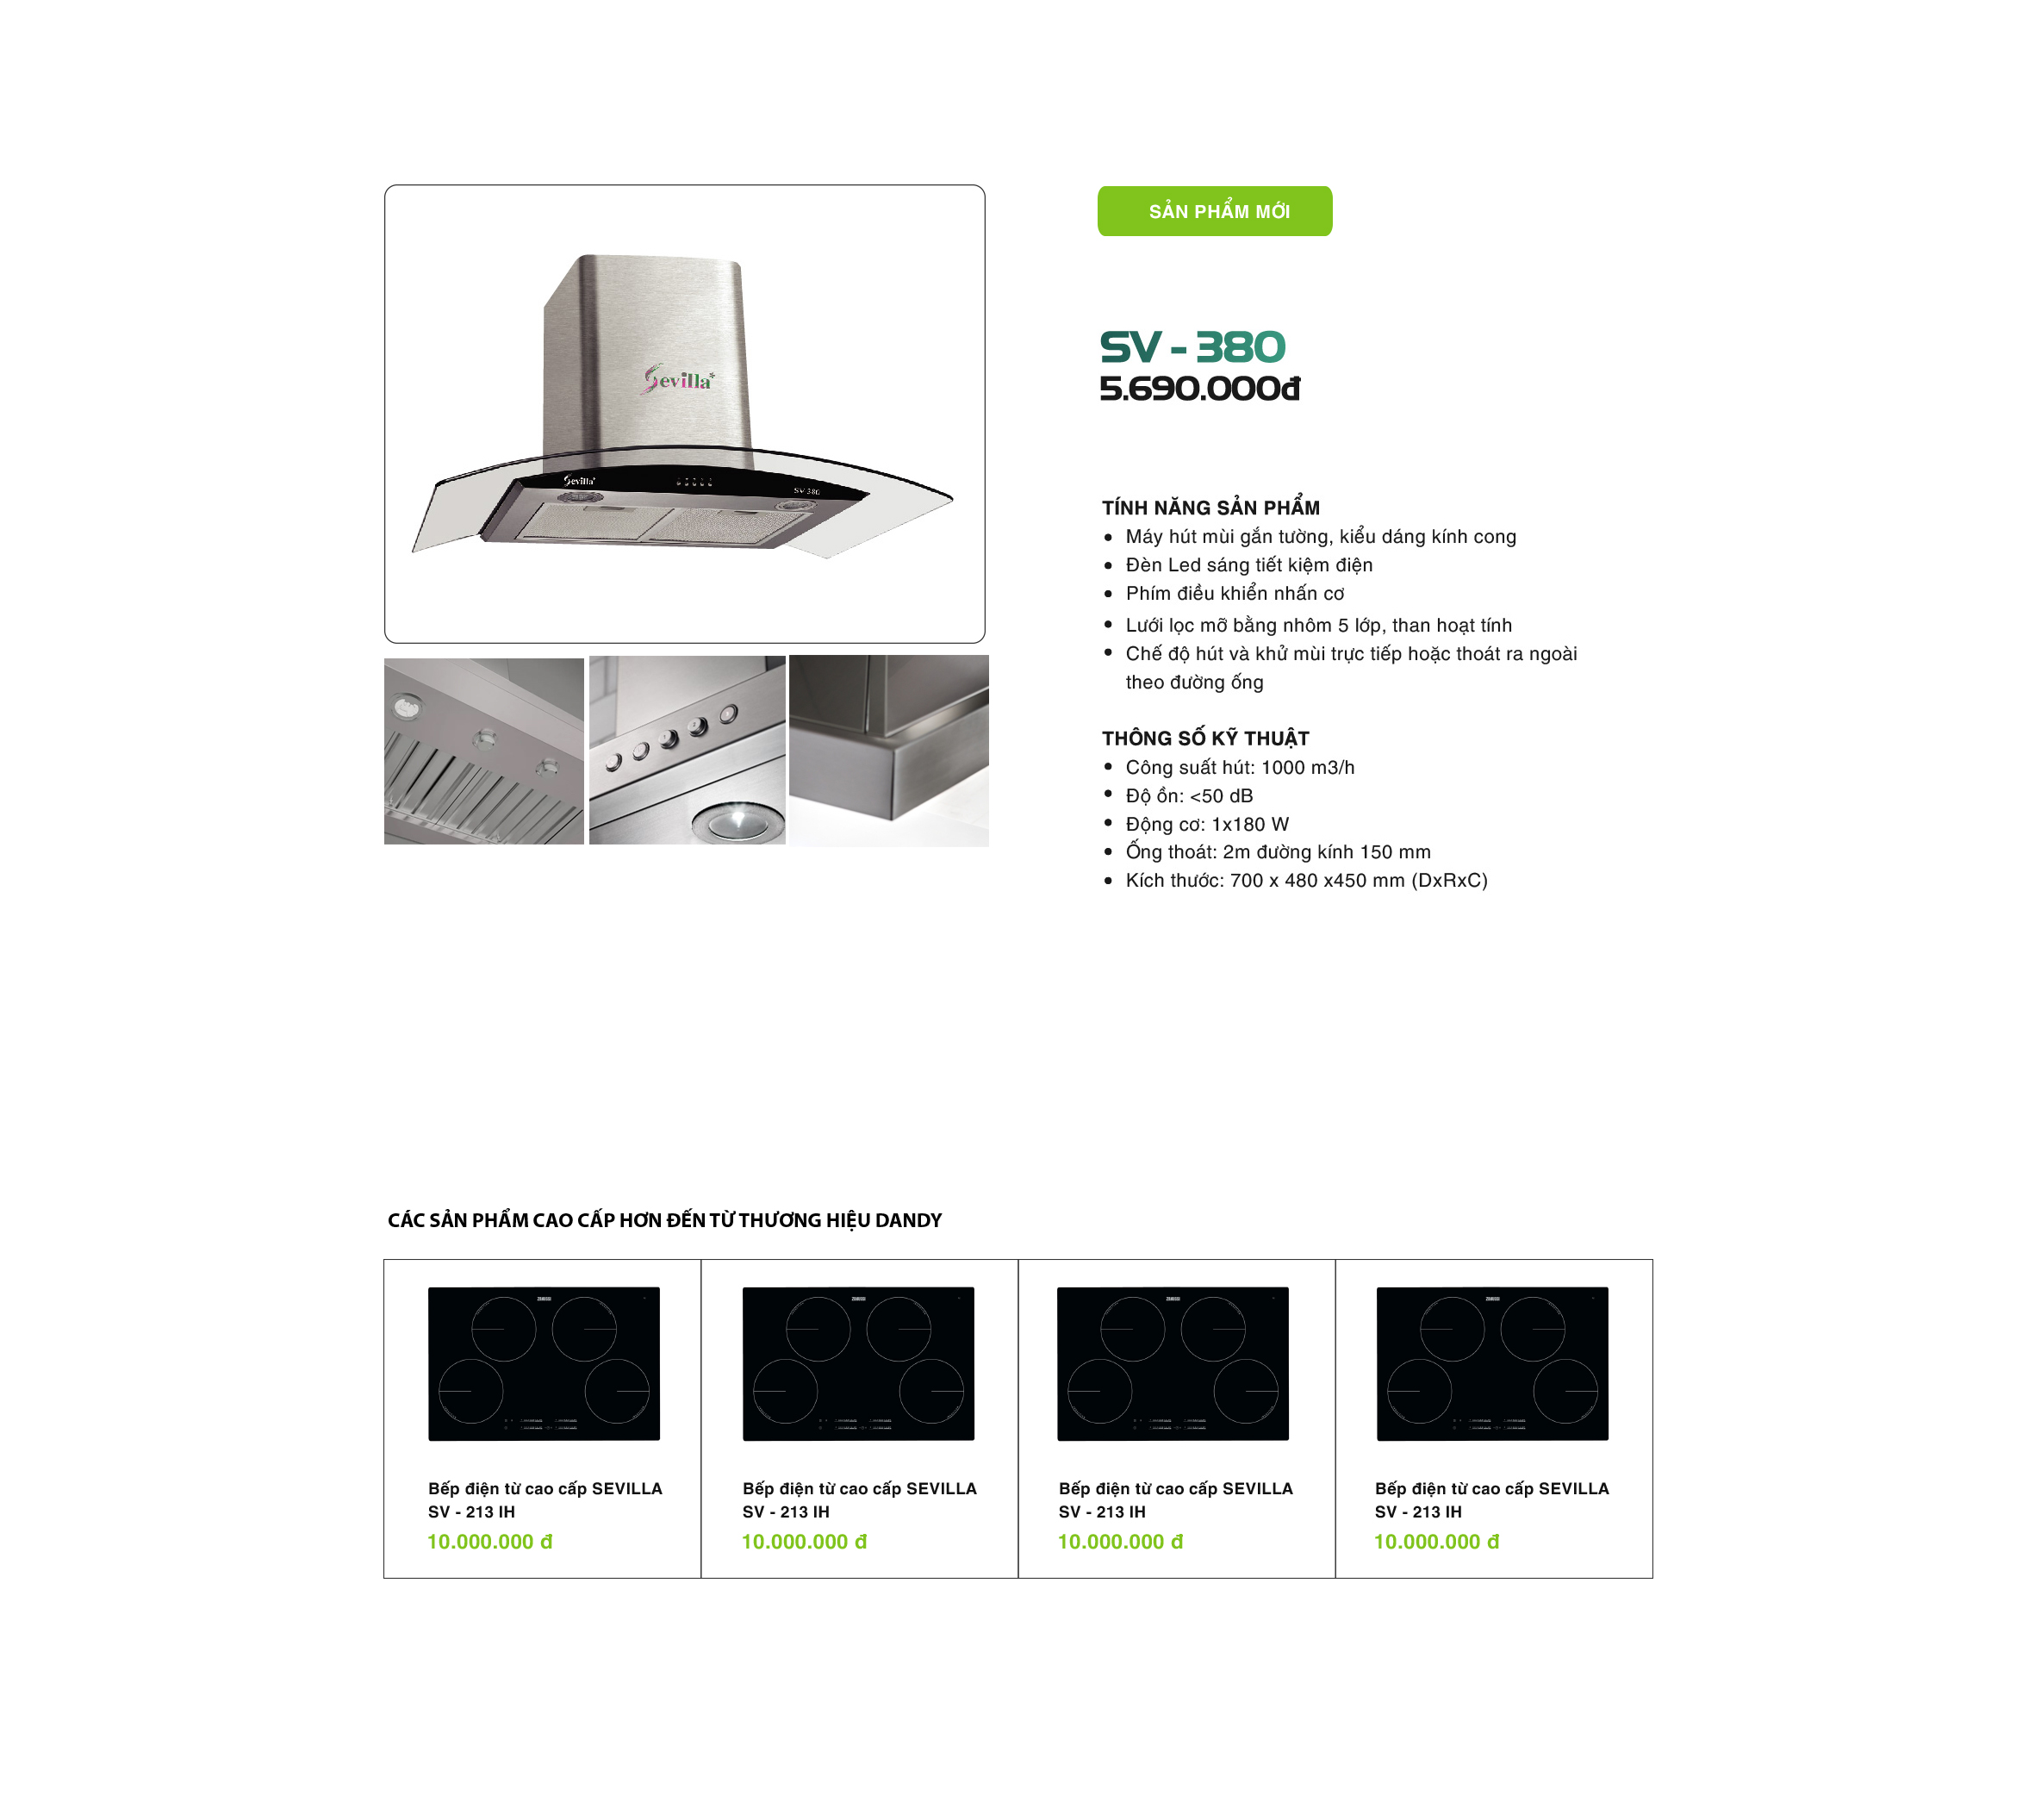 SẢN PHẨM MỚI
SV - 380
5.690.000đ
Sevilla
Sevilla
SV 380
TÍNH NĂNG SẢN PHẨM
Máy hút mùi gắn tường, kiểu dáng kính cong
Đèn Led sáng tiết kiệm điện
Phím điều khiển nhấn cơ
Lưới lọc mỡ bằng nhôm 5 lớp, than hoạt tính
Chế độ hút và khử mùi trực tiếp hoặc thoát ra ngoài
theo đường ống
THÔNG SỐ KỸ THUẬT
Công suất hút: 1000 m3/h
Độ ồn: <50 dB
Động cơ: 1x180 W
Ống thoát: 2m đường kính 150 mm
Kích thước: 700 x 480 x450 mm (DxRxC)
CÁC SẢN PHẨM CAO CẤP HƠN ĐẾN TỪ THƯƠNG HIỆU DANDY
Bếp điện từ cao cấp SEVILLA
SV - 213 IH
10.000.000 đ
Bếp điện từ cao cấp SEVILLA
SV - 213 IH
10.000.000 đ
Bếp điện từ cao cấp SEVILLA
SV - 213 IH
10.000.000 đ
Bếp điện từ cao cấp SEVILLA
SV - 213 IH
10.000.000 đ